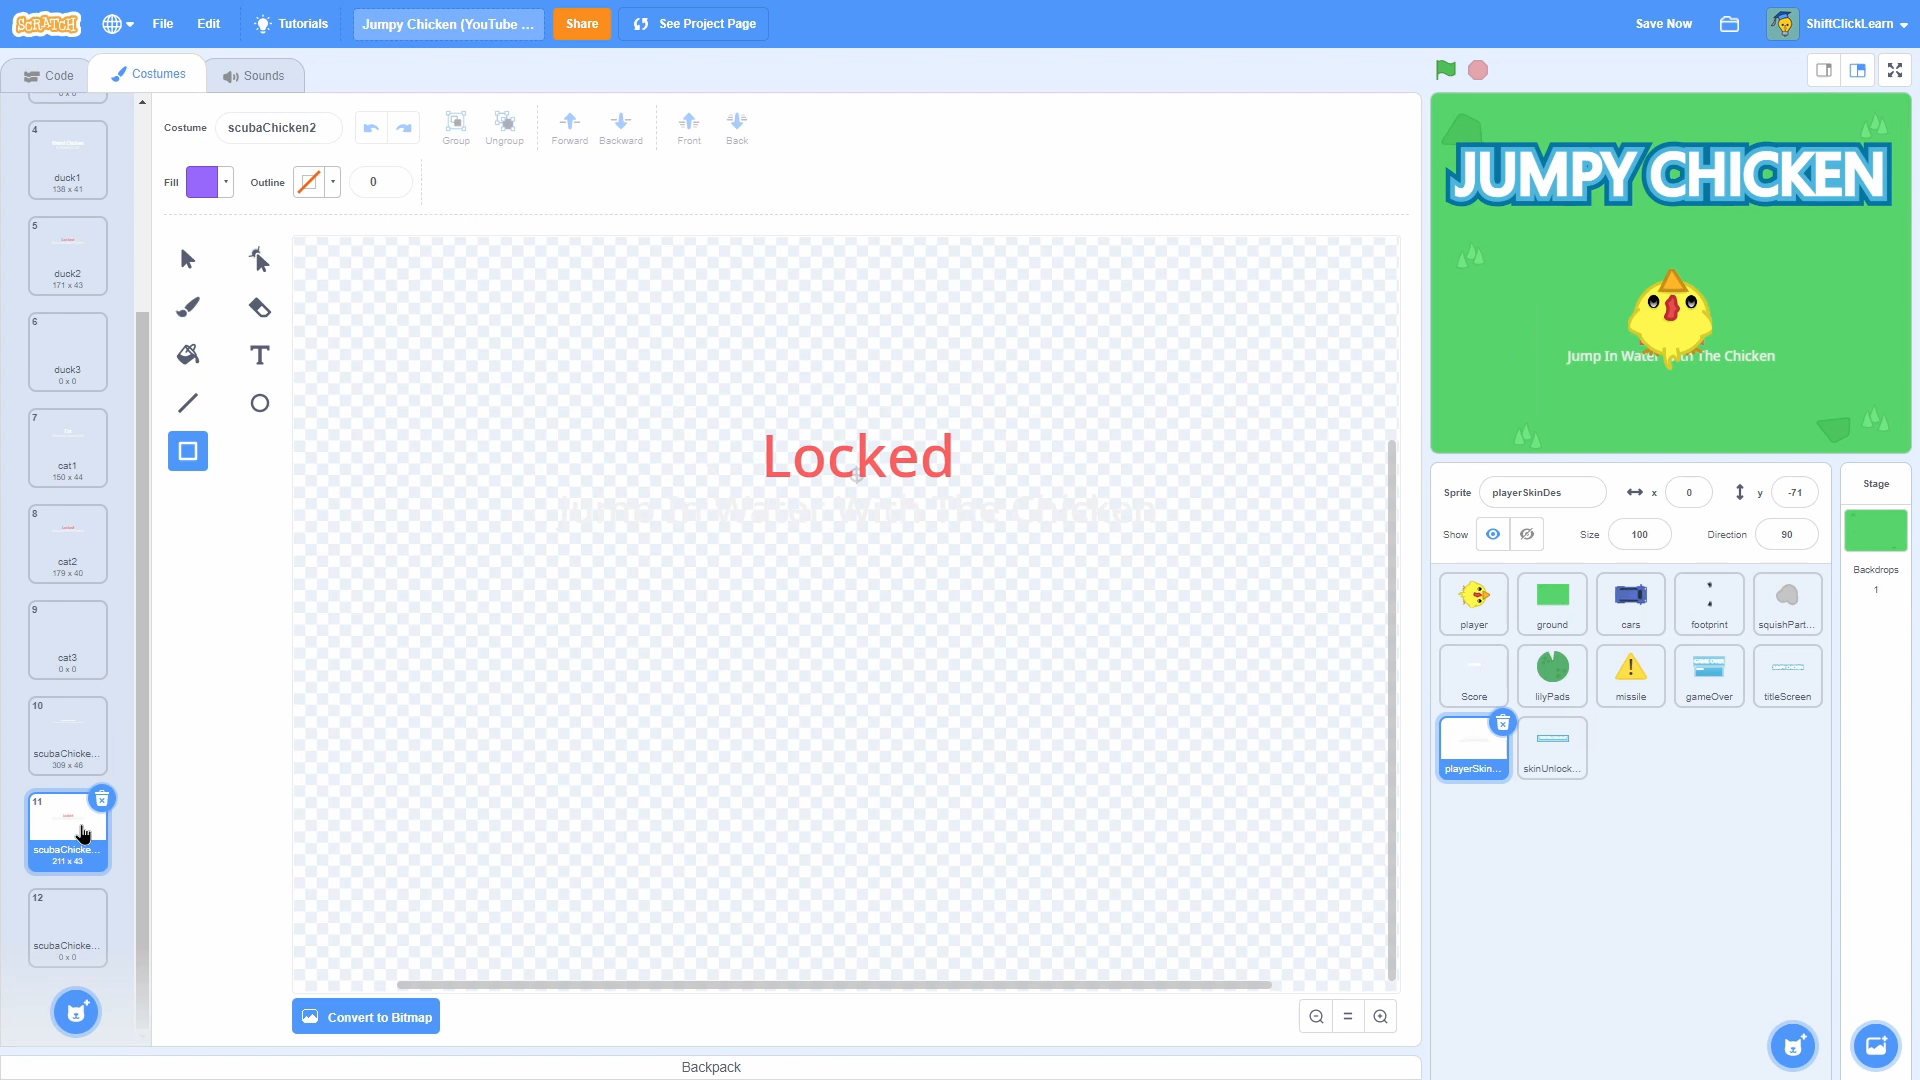 SCRATCH
File
Edit
Tutorials
Jumpy Chicken (YouTube ...
Share
See Project Page
Save Now
ShiftClickLearn
Code
Costumes
Sounds
0 x 0
4
duck1
138 x 41
5
duck2
171 x 43
6
duck3
0 x 0
7
cat1
150 x 44
8
cat2
179 x 40
9
cat3
0 x 0
10
scubaChicke...
309 x 46
11
scubaChicke...
211 x 43
12
scubaChicke...
0 x 0
Costume
scubaChicken2
Group
Ungroup
Forward
Backward
Front
Back
Fill
Outline
0
T
Locked
Convert to Bitmap
Backpack
JUMPY CHICKEN
Jump In Water With The Chicken
Sprite
playerSkinDes
x
0
y
-71
Show
Size
100
Direction
90
player
ground
cars
footprint
squishPart...
Score
lilyPads
missile
GAME OVER
gameOver
titleScreen
playerSkin...
skinUnlock...
Stage
Backdrops
1